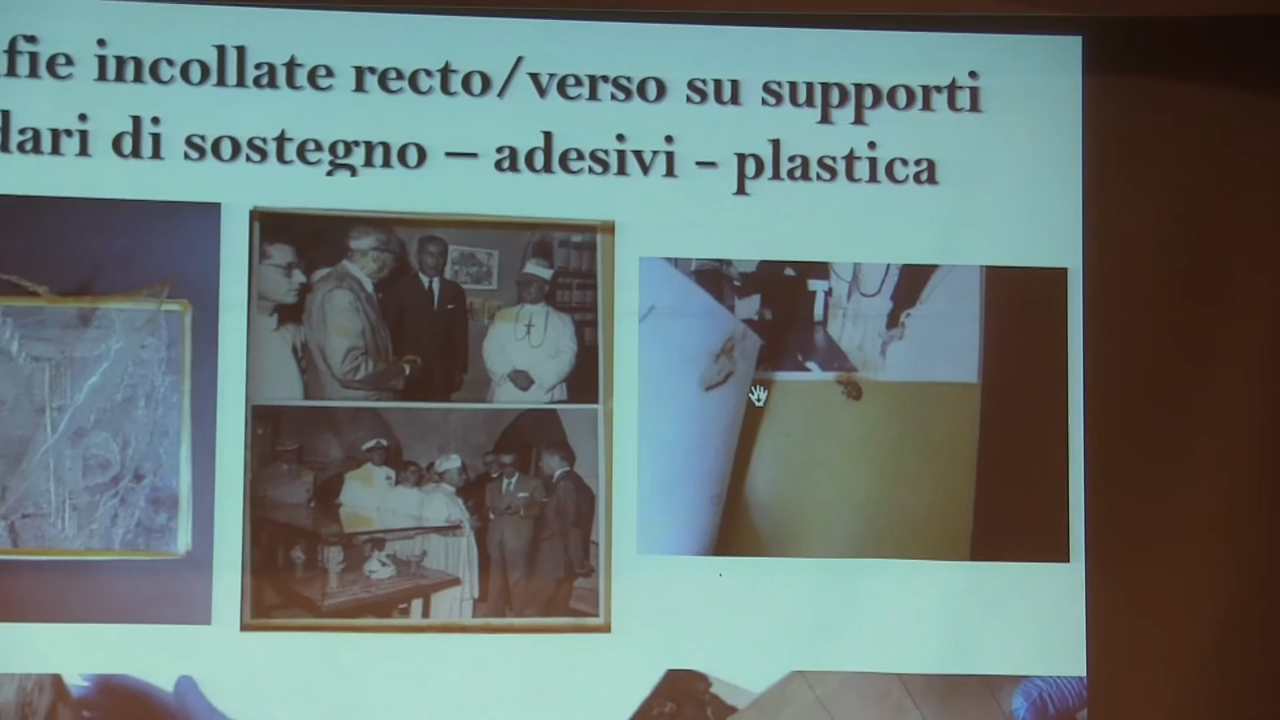 fie incollate recto/verso su supporti
dari di sostegno – adesivi - plastica